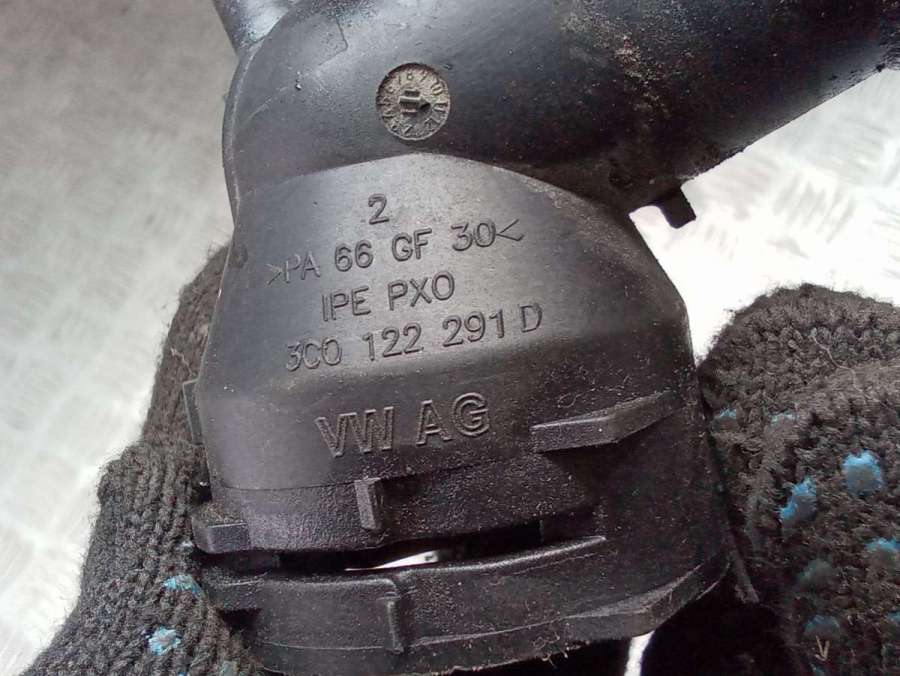 2
>PA 66 GF 30<
IPE PXO
3C0 122 291 D
VW AG